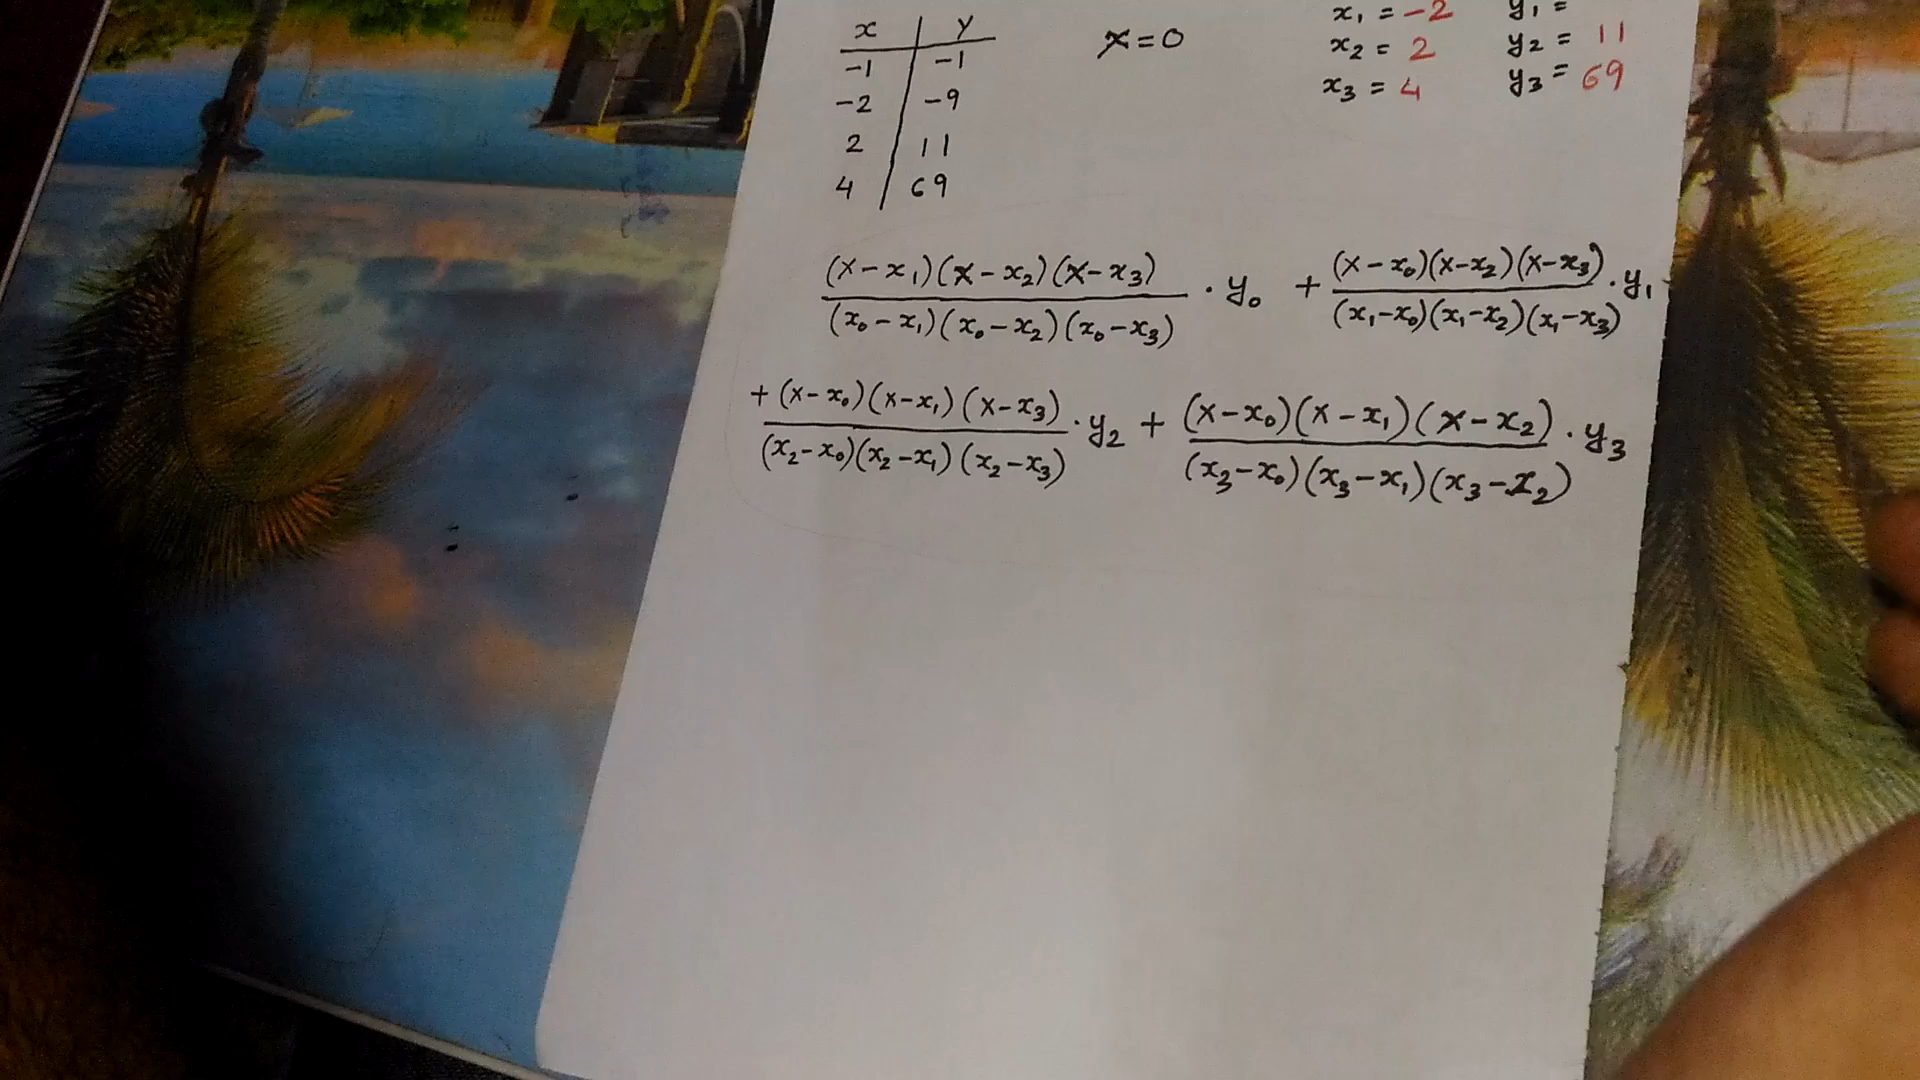 x y x = 0 x₁ = -2 y₁ =
-1 -1 x₂ = 2 y₂ = 11
-2 -9 x₃ = 4 y₃ = 69
2 11
4 69
(x - x₁)(x - x₂)(x - x₃) / (x₀ - x₁)(x₀ - x₂)(x₀ - x₃) · y₀ + (x - x₀)(x - x₂)(x - x₃) / (x₁ - x₀)(x₁ - x₂)(x₁ - x₃) · y₁
+ (x - x₀)(x - x₁)(x - x₃) / (x₂ - x₀)(x₂ - x₁)(x₂ - x₃) · y₂ + (x - x₀)(x - x₁)(x - x₂) / (x₃ - x₀)(x₃ - x₁)(x₃ - x₂) · y₃